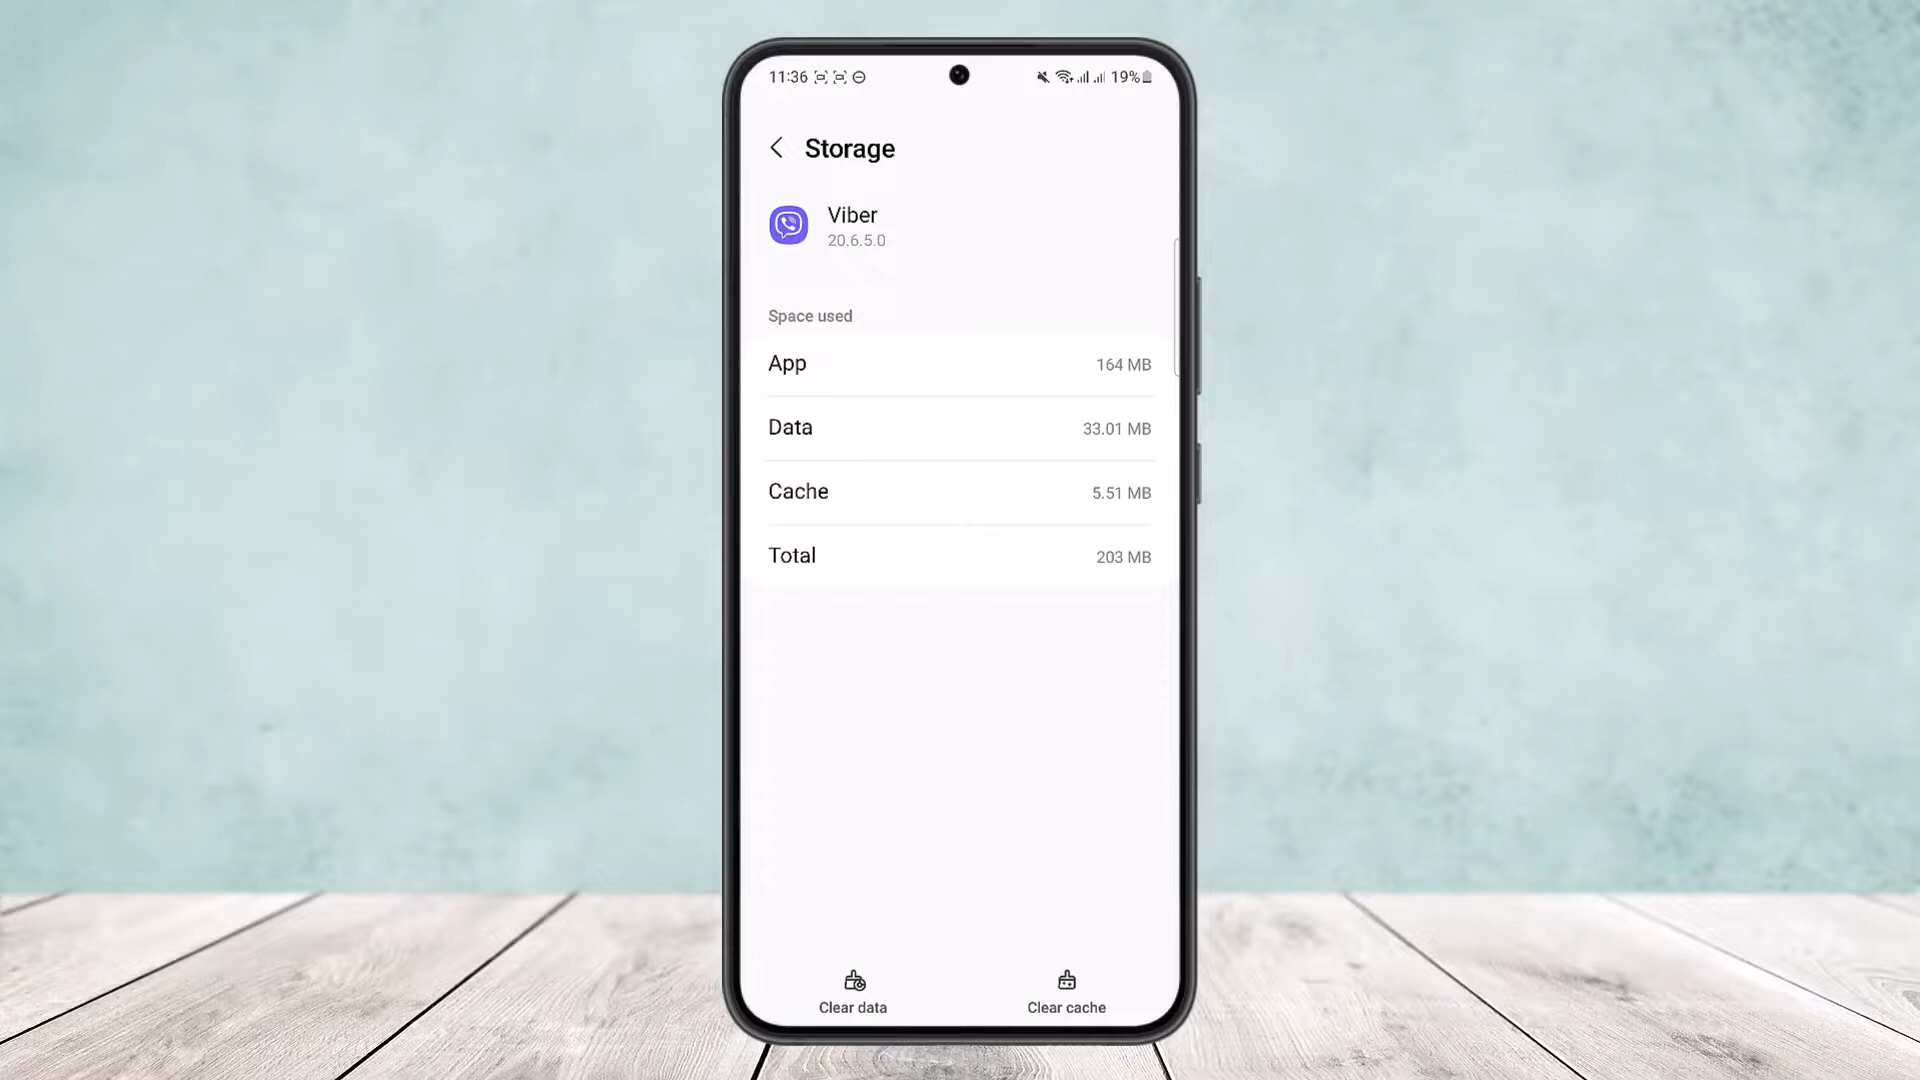 11:36 19%
Storage
Viber
20.6.5.0
Space used
App 164 MB
Data 33.01 MB
Cache 5.51 MB
Total 203 MB
Clear data Clear cache